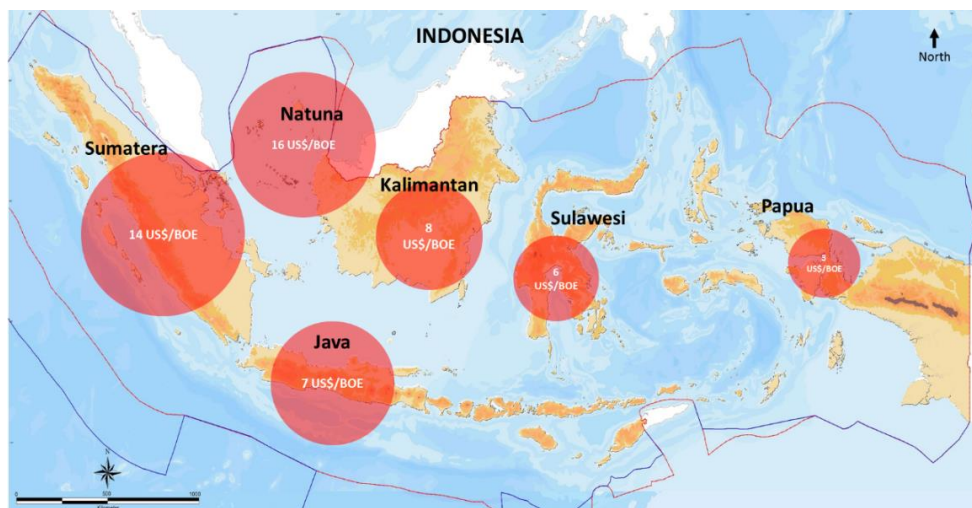 INDONESIA
North
Natuna
16 US$/BOE
Sumatera
14 US$/BOE
Kalimantan
8
US$/BOE
Sulawesi
6
US$/BOE
Papua
US$/BOE
Java
7 US$/BOE
N
0
500
1000